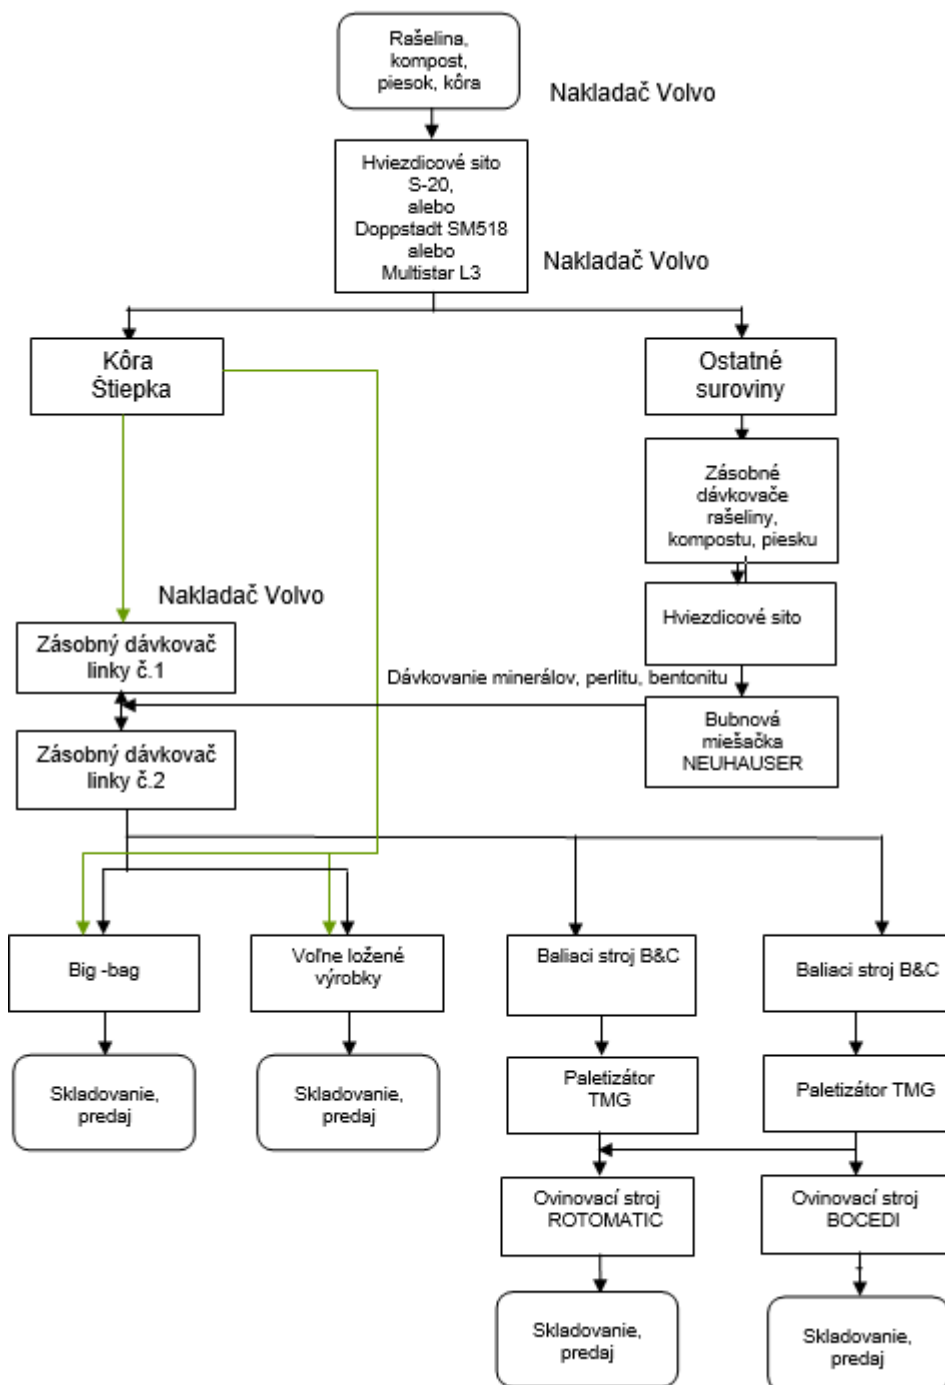 Rašelina,
kompost,
piesok, kôra
Nakladač Volvo
Hviezdicové sito
S-20,
alebo
Doppstadt SM518
alebo
Multistar L3
Nakladač Volvo
Kôra
Štiepka
Ostatné
suroviny
Zásobné
dávkovače
rašeliny,
kompostu, piesku
Nakladač Volvo
Hviezdicové sito
Zásobný dávkovač
linky č.1
Dávkovanie minerálov, perlitu, bentonitu
Bubnová
miešačka
NEUHAUSER
Zásobný dávkovač
linky č.2
Big -bag
Voľne ložené
výrobky
Baliaci stroj B&C
Baliaci stroj B&C
Skladovanie,
predaj
Skladovanie,
predaj
Paletizátor
TMG
Paletizátor TMG
Ovinovací stroj
ROTOMATIC
Ovinovací stroj
BOCEDI
Skladovanie,
predaj
Skladovanie,
predaj